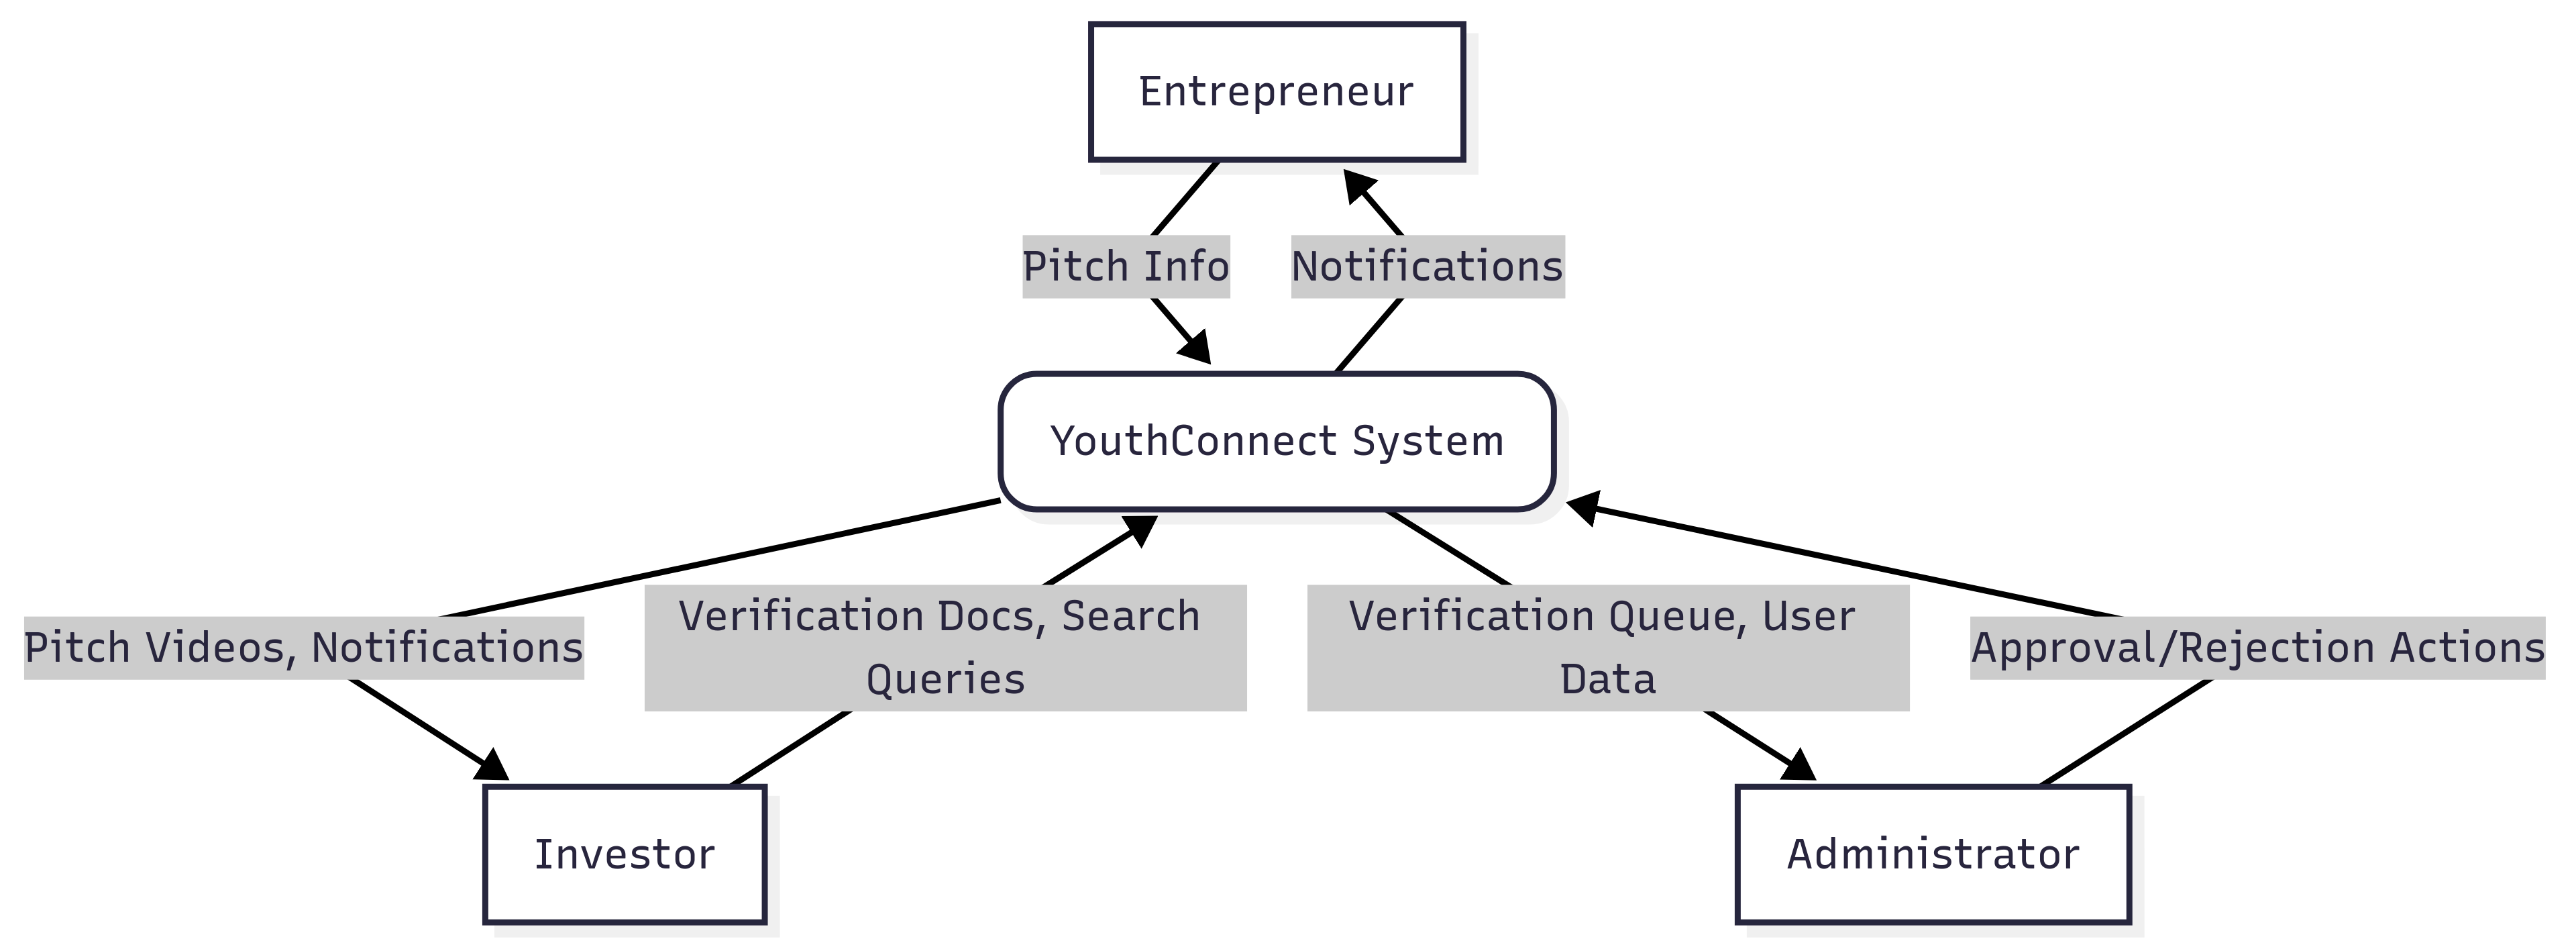 Entrepreneur
Pitch Info
Notifications
YouthConnect System
Pitch Videos, Notifications
Verification Docs, Search
Queries
Verification Queue, User
Data
Approval/Rejection Actions
Investor
Administrator